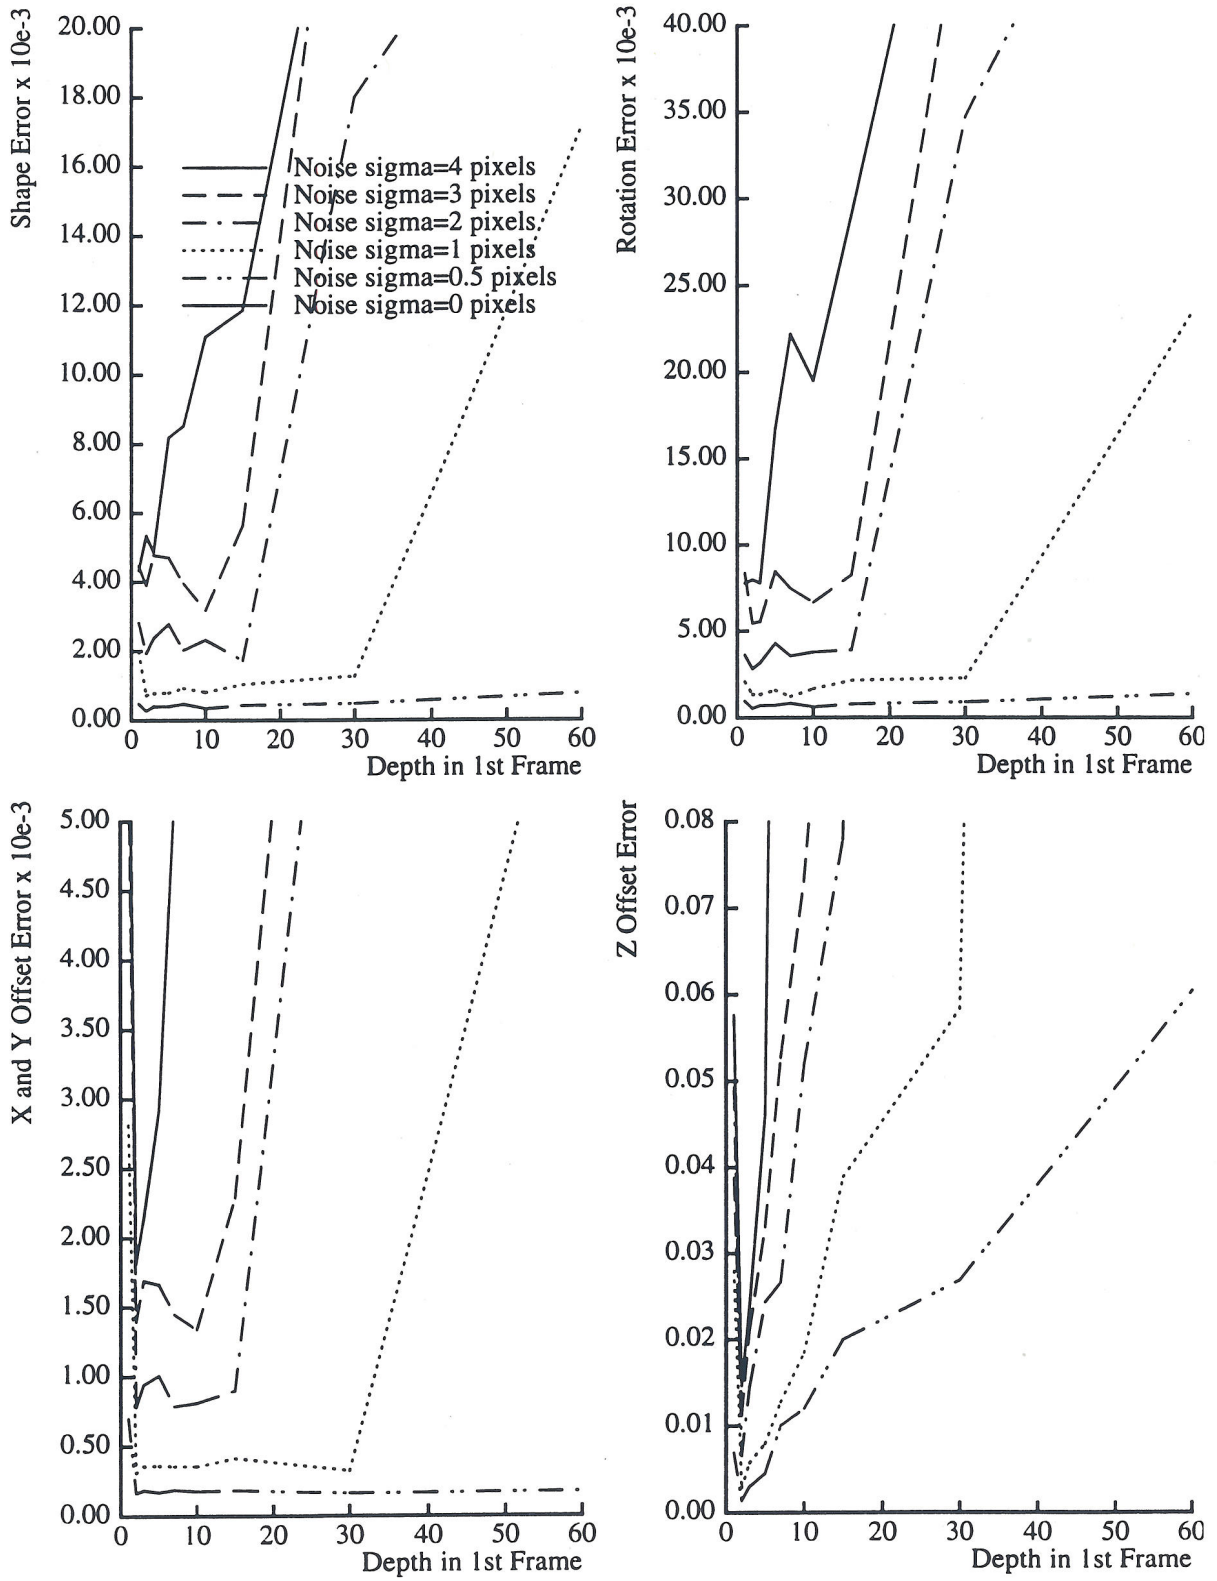 Shape Error x 10e-3
20.00
18.00
16.00
14.00
12.00
10.00
8.00
6.00
4.00
2.00
0.00
Noise sigma=4 pixels
Noise sigma=3 pixels
Noise sigma=2 pixels
Noise sigma=1 pixels
Noise sigma=0.5 pixels
Noise sigma=0 pixels
0 10 20 30 40 50 60
Depth in 1st Frame
Rotation Error x 10e-3
40.00
35.00
30.00
25.00
20.00
15.00
10.00
5.00
0.00
0 10 20 30 40 50 60
Depth in 1st Frame
X and Y Offset Error x 10e-3
5.00
4.50
4.00
3.50
3.00
2.50
2.00
1.50
1.00
0.50
0.00
0 10 20 30 40 50 60
Depth in 1st Frame
Z Offset Error
0.08
0.07
0.06
0.05
0.04
0.03
0.02
0.01
0.00
0 10 20 30 40 50 60
Depth in 1st Frame